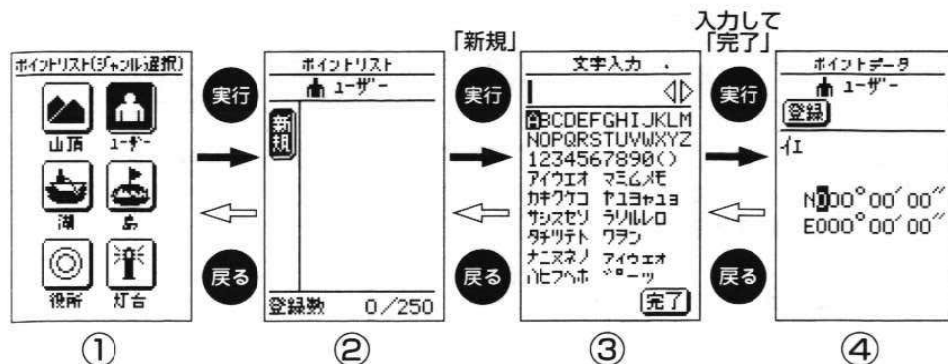 ポイントリスト(ジャンル選択)
山頂 ユーザー
湖 島
役所 灯台
①
実行
戻る
ポイントリスト
ユーザー
新規
登録数 0/250
②
「新規」
実行
戻る
文字入力
ABCDEFGHIJKLM
NOPQRSTUVWXYZ
1234567890()
アイウエオ マミムメモ
カキクケコ ヤユヨャュョ
サシスセソ ラリルレロ
タチツテト ワヲン
ナニヌネノ ァィゥェォ
ハヒフヘホ ゛゜ーッ
完了
③
入力して
「完了」
実行
戻る
ポイントデータ
ユーザー
登録
イエ
N000°00′00″
E000°00′00″
④